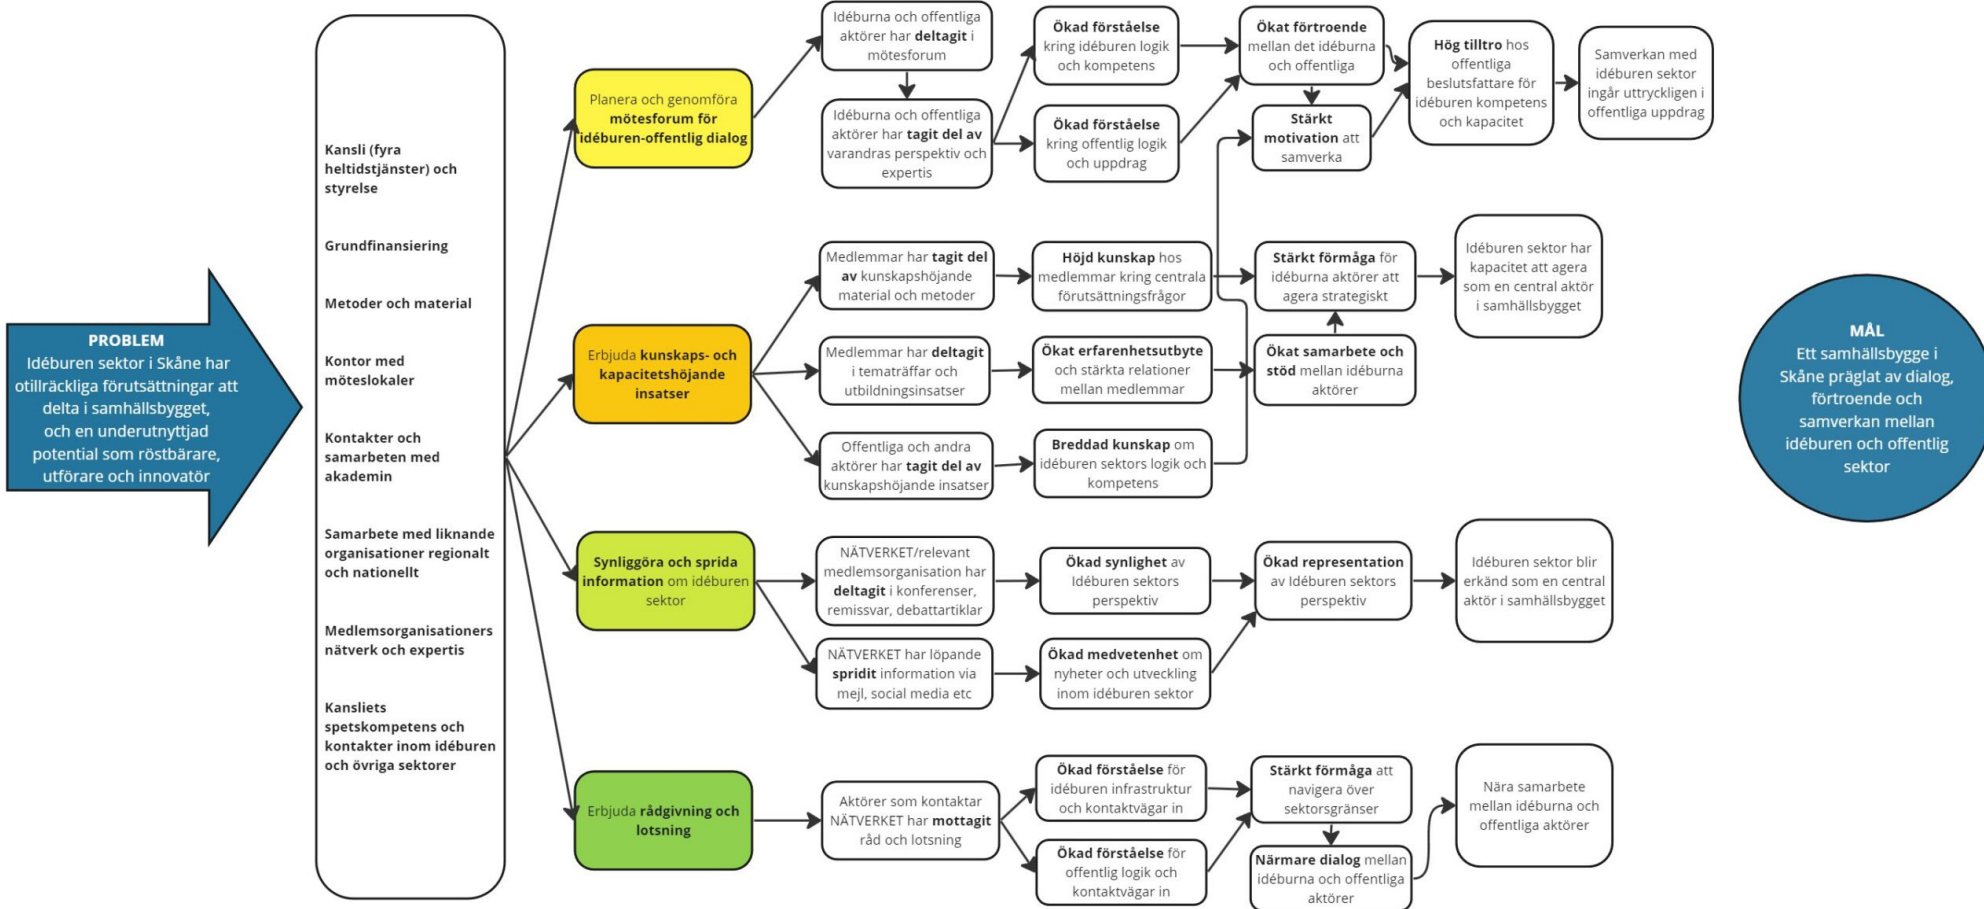 PROBLEM
Idéburen sektor i Skåne har
otillräckliga förutsättningar att
delta i samhällsbygget,
och en underutnyttjad
potential som röstbärare,
utförare och innovatör
Kansli (fyra
heltidstjänster) och
styrelse
Grundfinansiering
Metoder och material
Kontor med
möteslokaler
Kontakter och
samarbeten med
akademin
Samarbete med liknande
organisationer regionalt
och nationellt
Medlemsorganisationers
nätverk och expertis
Kansliets
spetskompetens och
kontakter inom idéburen
och övriga sektorer
Planera och genomföra
mötesforum för
idéburen-offentlig dialog
Idéburna och offentliga
aktörer har deltagit i
mötesforum
Idéburna och offentliga
aktörer har tagit del av
varandras perspektiv och
expertis
Ökad förståelse
kring idéburen logik
och kompetens
Ökad förståelse
kring offentlig logik
och uppdrag
Ökat förtroende
mellan det idéburna
och offentliga
Stärkt
motivation att
samverka
Hög tilltro hos
offentliga
beslutsfattare för
idéburen kompetens
och kapacitet
Samverkan med
idéburen sektor
ingår uttryckligen i
offentliga uppdrag
Erbjuda kunskaps- och
kapacitetshöjande
insatser
Medlemmar har tagit del
av kunskapshöjande
material och metoder
Höjd kunskap hos
medlemmar kring centrala
förutsättningsfrågor
Stärkt förmåga för
idéburna aktörer att
agera strategiskt
Idéburen sektor har
kapacitet att agera
som en central aktör
i samhällsbygget
Medlemmar har deltagit
i tematräffar och
utbildningsinsatser
Ökat erfarenhetsutbyte
och stärkta relationer
mellan medlemmar
Ökat samarbete och
stöd mellan idéburna
aktörer
Offentliga och andra
aktörer har tagit del av
kunskapshöjande insatser
Breddad kunskap om
idéburen sektors logik och
kompetens
Synliggöra och sprida
information om idéburen
sektor
NÄTVERKET/relevant
medlemsorganisation har
deltagit i konferenser,
remissvar, debattartiklar
Ökad synlighet av
Idéburen sektors
perspektiv
Ökad representation
av Idéburen sektors
perspektiv
Idéburen sektor blir
erkänd som en central
aktör i samhällsbygget
NÄTVERKET har löpande
spridit information via
mejl, social media etc
Ökad medvetenhet om
nyheter och utveckling
inom idéburen sektor
Erbjuda rådgivning och
lotsning
Aktörer som kontaktar
NÄTVERKET har mottagit
råd och lotsning
Ökad förståelse för
idéburen infrastruktur
och kontaktvägar in
Ökad förståelse för
offentlig logik och
kontaktvägar in
Stärkt förmåga att
navigera över
sektorsgränser
Närmare dialog mellan
idéburna och offentliga
aktörer
Nära samarbete
mellan idéburna och
offentliga aktörer
MÅL
Ett samhällsbygge i
Skåne präglat av dialog,
förtroende och
samverkan mellan
idéburen och offentlig
sektor